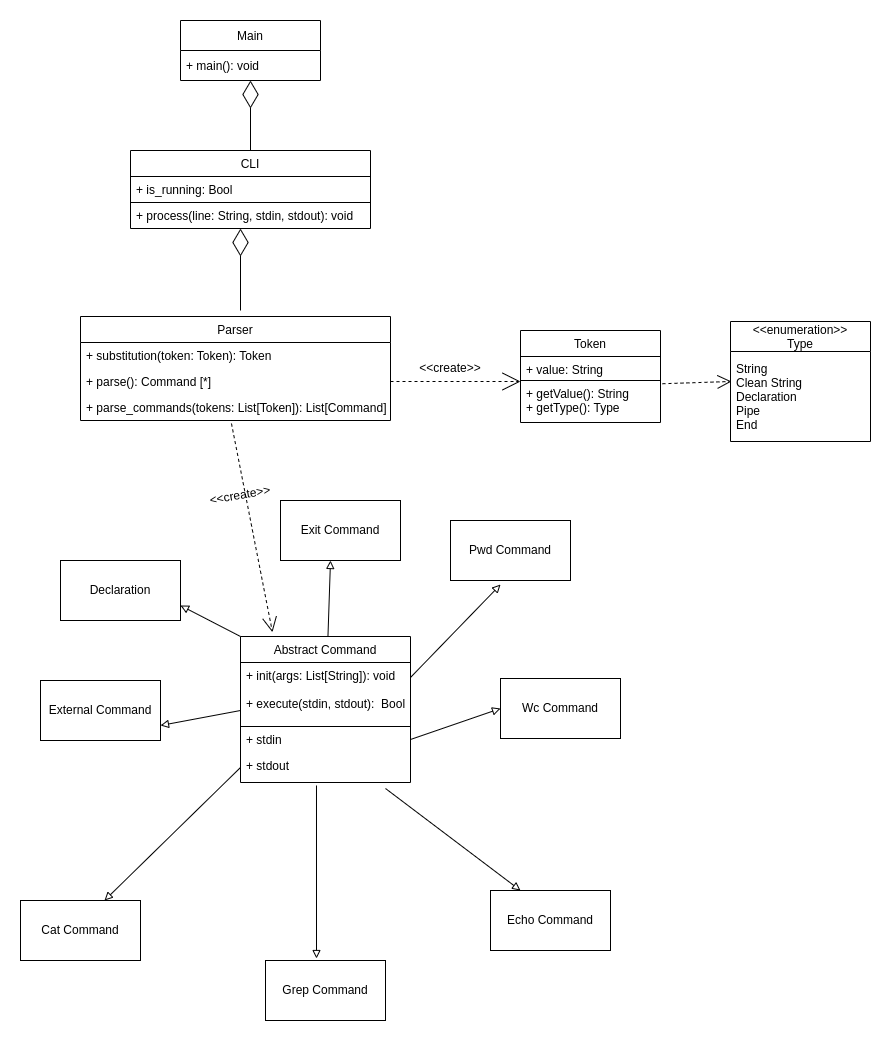 Main
+ main(): void
CLI
+ is_running: Bool
+ process(line: String, stdin, stdout): void
Parser
+ substitution(token: Token): Token
+ parse(): Command [*]
+ parse_commands(tokens: List[Token]): List[Command]
<<create>>
Token
+ value: String
+ getValue(): String
+ getType(): Type
<<enumeration>>
Type
String
Clean String
Declaration
Pipe
End
<<create>>
Exit Command
Pwd Command
Declaration
Abstract Command
+ init(args: List[String]): void
+ execute(stdin, stdout):  Bool
+ stdin
+ stdout
External Command
Wc Command
Cat Command
Echo Command
Grep Command